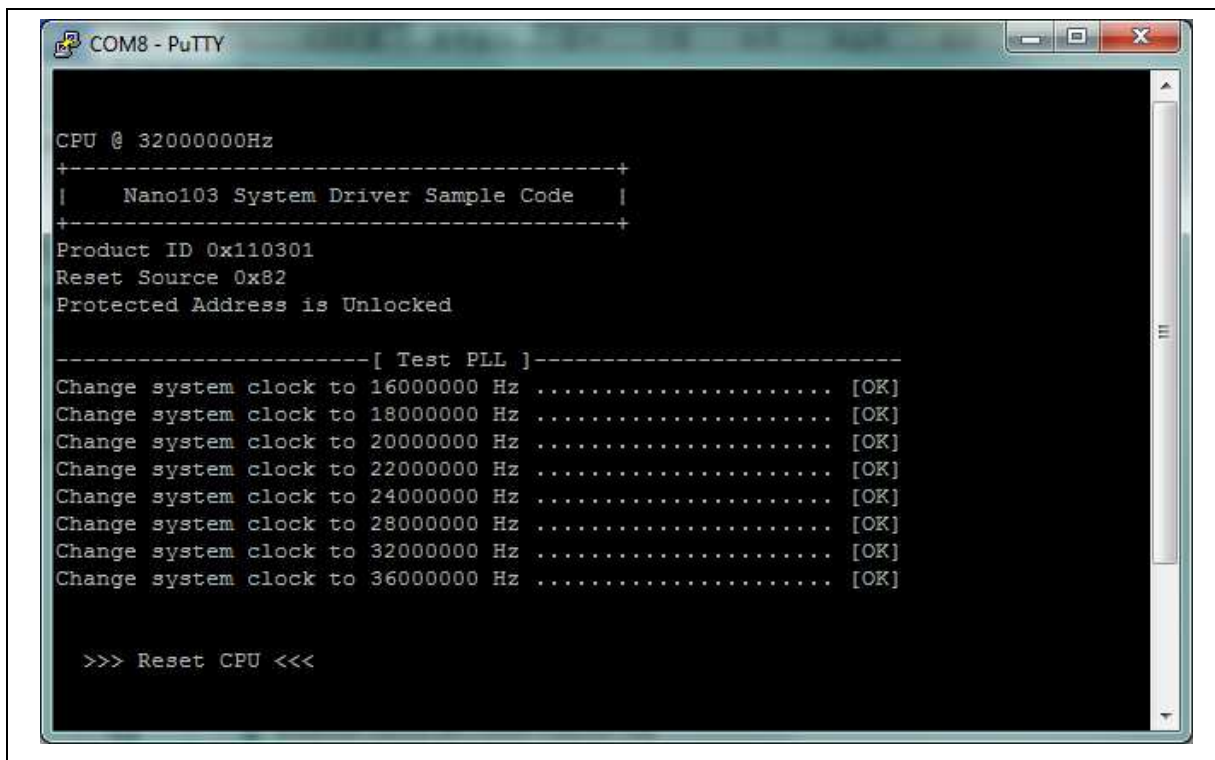 COM8 - PuTTY
CPU @ 32000000Hz
+-----------------------------------------+
|    Nano103 System Driver Sample Code    |
+-----------------------------------------+
Product ID 0x110301
Reset Source 0x82
Protected Address is Unlocked
-----------------------[ Test PLL ]---------------------------
Change system clock to 16000000 Hz ...................... [OK]
Change system clock to 18000000 Hz ...................... [OK]
Change system clock to 20000000 Hz ...................... [OK]
Change system clock to 22000000 Hz ...................... [OK]
Change system clock to 24000000 Hz ...................... [OK]
Change system clock to 28000000 Hz ...................... [OK]
Change system clock to 32000000 Hz ...................... [OK]
Change system clock to 36000000 Hz ...................... [OK]
  >>> Reset CPU <<<